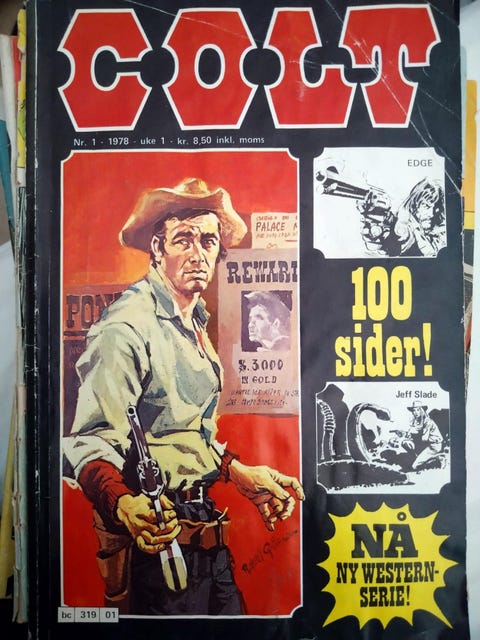 COLT
Nr. 1 - 1978 - uke 1 - kr. 8,50 inkl. moms
EDGE
PALACE
REWARD
PON
$.3000
IN GOLD
100
sider!
Jeff Slade
NÅ
NY WESTERN-
SERIE!
bc 319 01